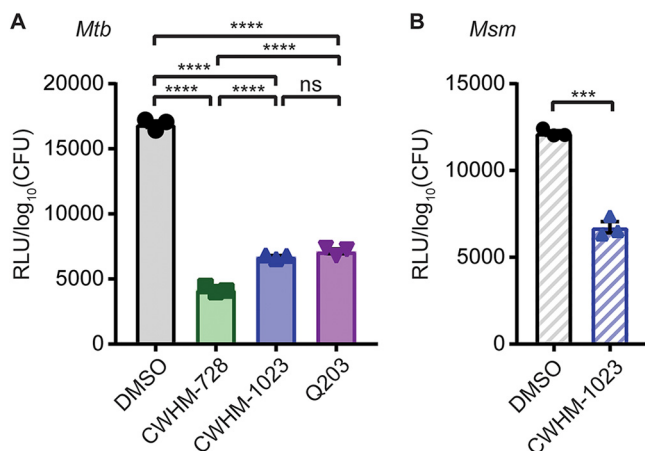 A Mtb
****
****
****
**** **** ns
20000
15000
10000
5000
0
RLU/log10(CFU)
DMSO
CWHM-728
CWHM-1023
Q203
B Msm
***
15000
10000
5000
0
RLU/log10(CFU)
DMSO
CWHM-1023